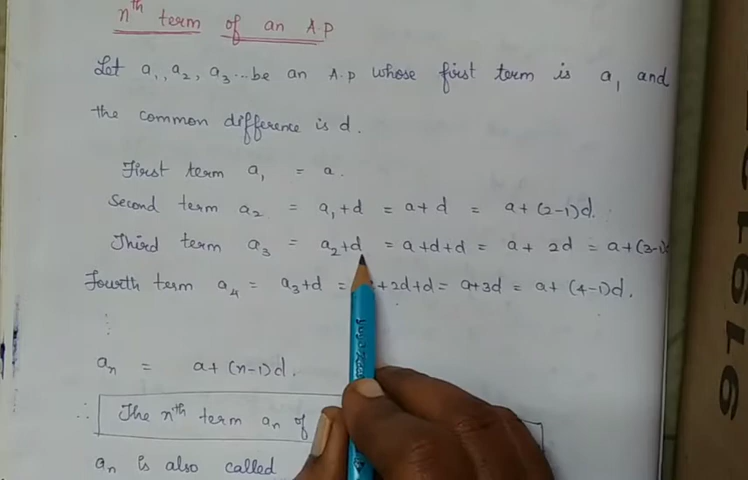 nth term of an A.P
Let a₁, a₂, a₃... be an A.P whose first term is a₁ and
the common difference is d.
First term a₁ = a.
Second term a₂ = a₁+d = a+d = a+(2-1)d.
Third term a₃ = a₂+d = a+d+d = a+ 2d = a+(3-1)
Fourth term a₄ = a₃+d = +2d+d = a+3d = a+ (4-1)d.
⋮
aₙ = a+ (n-1)d.
∴ The nth term aₙ of
aₙ is also called
9196